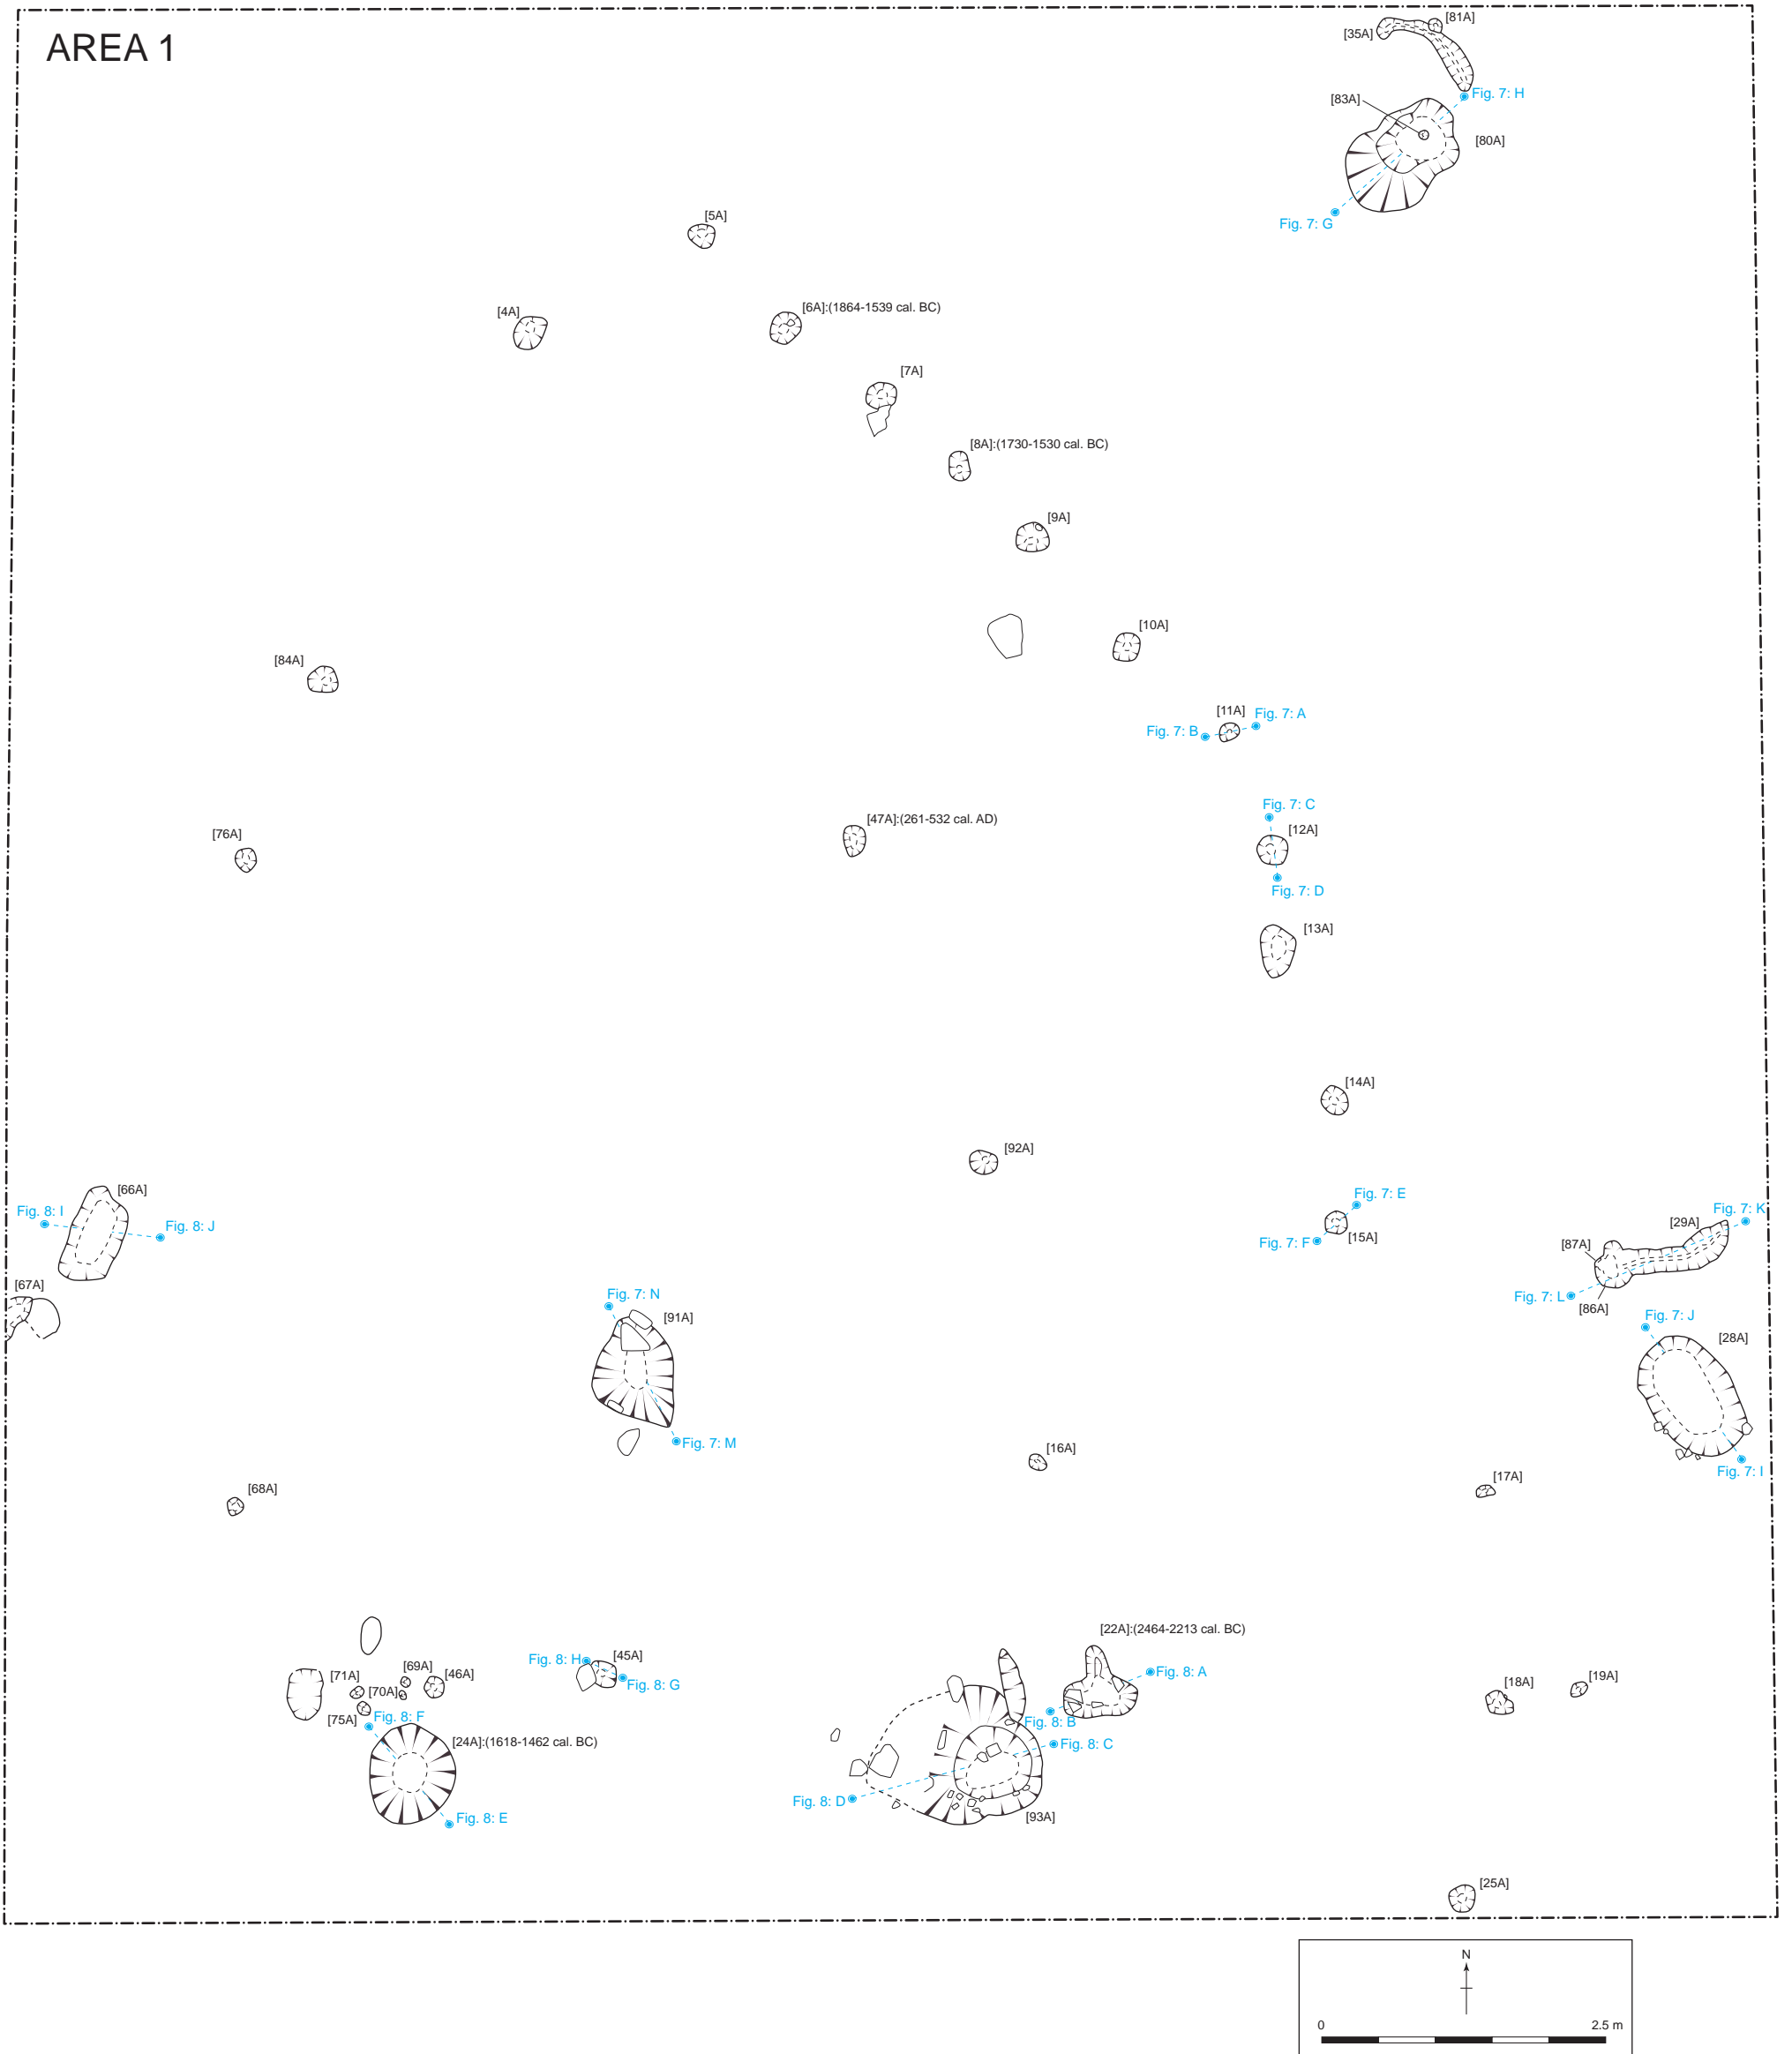 AREA 1
[81A]
[35A]
Fig. 7: H
[83A]
[80A]
Fig. 7: G
[5A]
[4A]
[6A]:(1864-1539 cal. BC)
[7A]
[8A]:(1730-1530 cal. BC)
[9A]
[10A]
[84A]
[11A]
Fig. 7: A
Fig. 7: B
Fig. 7: C
[47A]:(261-532 cal. AD)
[12A]
[76A]
Fig. 7: D
[13A]
[14A]
[92A]
[66A]
Fig. 7: E
Fig. 8: I
Fig. 8: J
Fig. 7: K
[29A]
[15A]
Fig. 7: F
[87A]
[67A]
Fig. 7: N
Fig. 7: L
[86A]
[91A]
Fig. 7: J
[28A]
Fig. 7: M
[16A]
Fig. 7: I
[17A]
[68A]
[22A]:(2464-2213 cal. BC)
[45A]
Fig. 8: H
[69A]
[71A]
[46A]
Fig. 8: A
[70A]
Fig. 8: G
[18A]
[19A]
[75A]
Fig. 8: F
Fig. 8: B
[24A]:(1618-1462 cal. BC)
Fig. 8: C
Fig. 8: D
Fig. 8: E
[93A]
[25A]
N
0
2.5 m